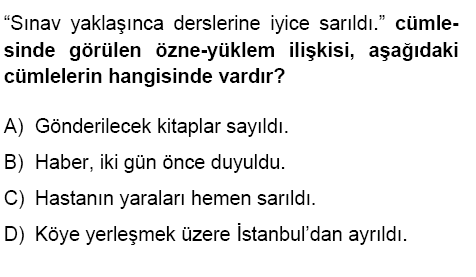 “Sınav yaklaşınca derslerine iyice sarıldı.” cümle-
sinde görülen özne-yüklem ilişkisi, aşağıdaki
cümlelerin hangisinde vardır?
A) Gönderilecek kitaplar sayıldı.
B) Haber, iki gün önce duyuldu.
C) Hastanın yaraları hemen sarıldı.
D) Köye yerleşmek üzere İstanbul’dan ayrıldı.